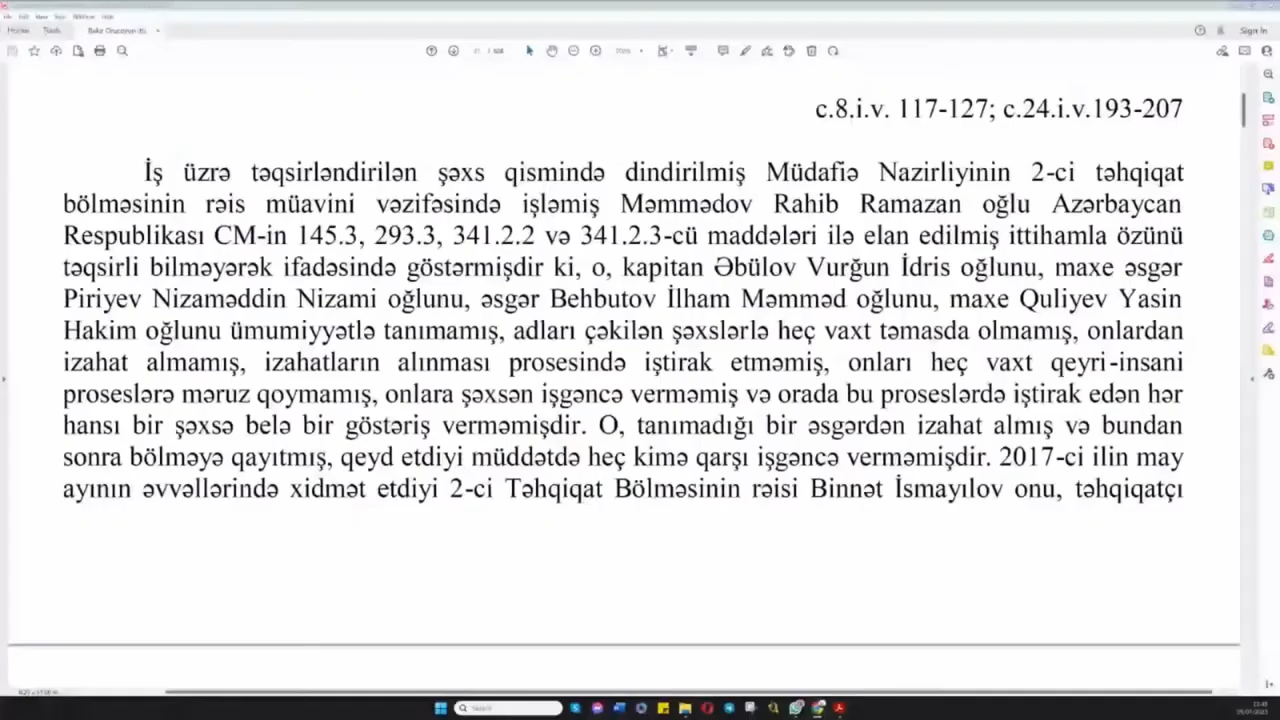 Home Tools
Sign In
c.8.i.v. 117-127; c.24.i.v.193-207
İş üzrə təqsirləndirilən şəxs qismində dindirilmiş Müdafiə Nazirliyinin 2-ci təhqiqat
bölməsinin rəis müavini vəzifəsində işləmiş Məmmədov Rahib Ramazan oğlu Azərbaycan
Respublikası CM-in 145.3, 293.3, 341.2.2 və 341.2.3-cü maddələri ilə elan edilmiş ittihamla özünü
təqsirli bilməyərək ifadəsində göstərmişdir ki, o, kapitan Əbülov Vurğun İdris oğlunu, maxe əsgər
Piriyev Nizaməddin Nizami oğlunu, əsgər Behbutov İlham Məmməd oğlunu, maxe Quliyev Yasin
Hakim oğlunu ümumiyyətlə tanımamış, adları çəkilən şəxslərlə heç vaxt təmasda olmamış, onlardan
izahat almamış, izahatların alınması prosesində iştirak etməmiş, onları heç vaxt qeyri-insani
proseslərə məruz qoymamış, onlara şəxsən işgəncə verməmiş və orada bu proseslərdə iştirak edən hər
hansı bir şəxsə belə bir göstəriş verməmişdir. O, tanımadığı bir əsgərdən izahat almış və bundan
sonra bölməyə qayıtmış, qeyd etdiyi müddətdə heç kimə qarşı işgəncə verməmişdir. 2017-ci ilin may
ayının əvvəllərində xidmət etdiyi 2-ci Təhqiqat Bölməsinin rəisi Binnət İsmayılov onu, təhqiqatçı
Search